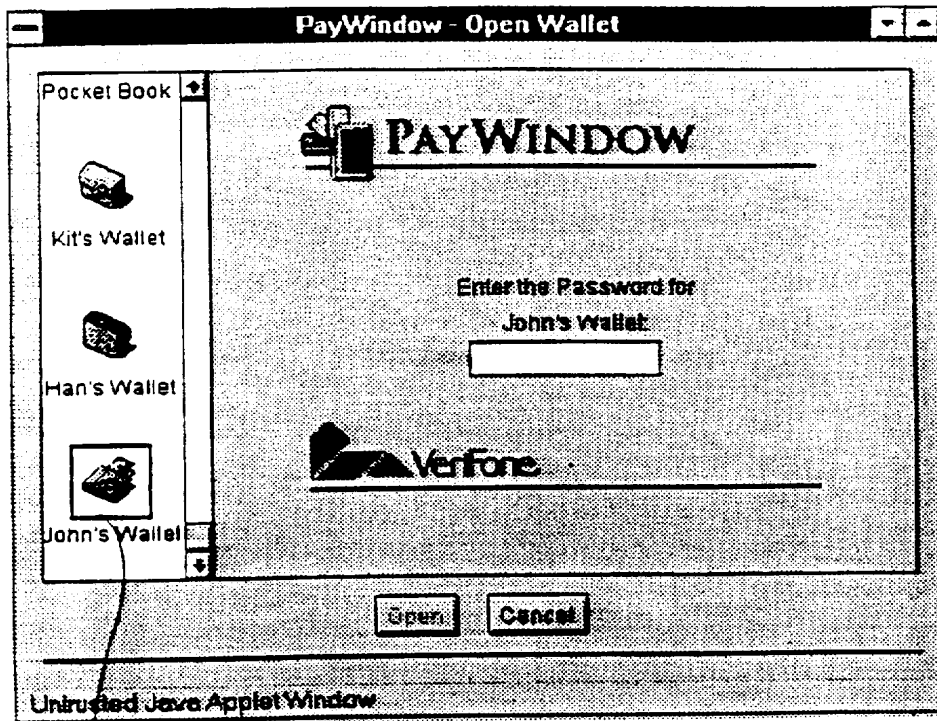 PayWindow - Open Wallet
Pocket Book
Kit's Wallet
Han's Wallet
John's Wallet
PAYWINDOW
Enter the Password for
John's Wallet:
VeriFone
Open
Cancel
Untrusted Java Applet Window